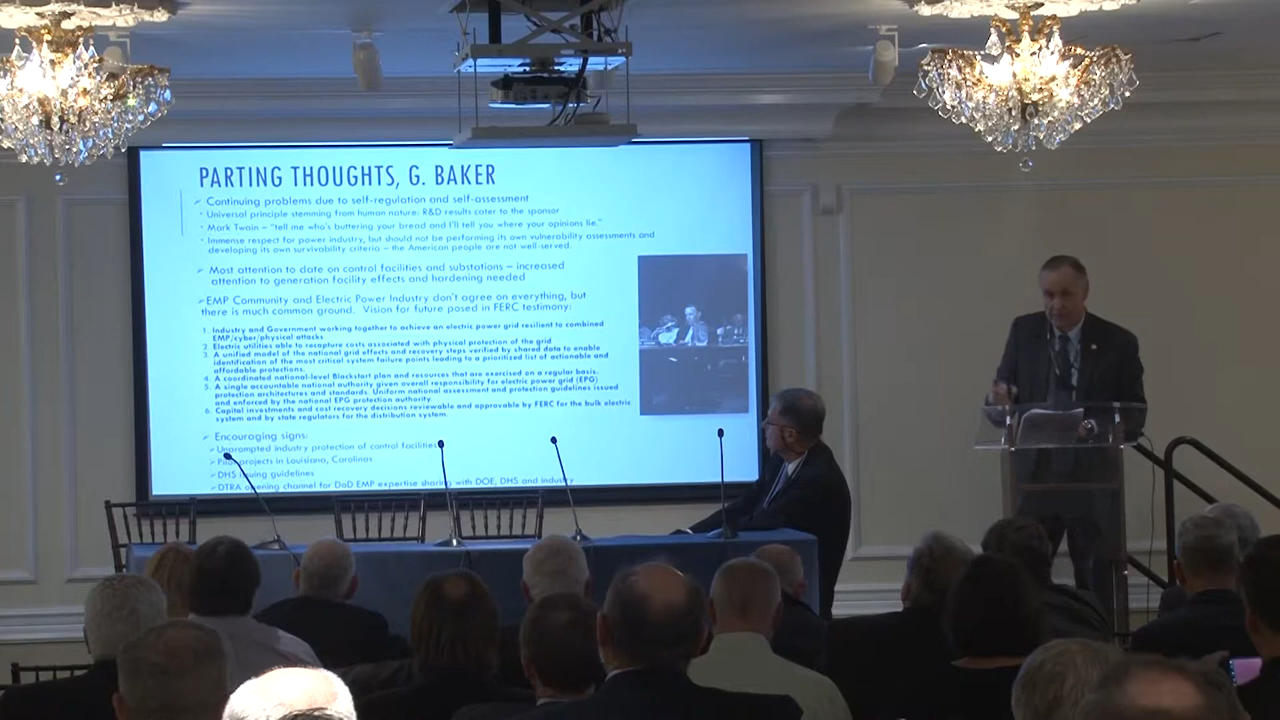 PARTING THOUGHTS, G. BAKER
Continuing problems due to self-regulation and self-assessment
Universal principle stemming from human nature: R&D results cater to the sponsor
Mark Twain – "tell me who's buttering your bread and I'll tell you where your opinions lie."
Immense respect for power industry, but should not be performing its own vulnerability assessments and
developing its own survivability criteria – the American people are not well-served.
Most attention to date on control facilities and substations – increased
attention to generation facility effects and hardening needed
EMP Community and Electric Power Industry don't agree on everything, but
there is much common ground. Vision for future posed in FERC testimony:
1. Industry and Government working together to achieve an electric power grid resilient to combined
EMP/cyber/physical attacks
2. Electric utilities able to recapture costs associated with physical protection of the grid
3. A unified model of the national grid effects and recovery steps verified by shared data to enable
identification of the most critical system failure points leading to a prioritized list of actionable and
affordable protections.
4. A coordinated national-level Blackstart plan and resources that are exercised on a regular basis.
5. A single accountable national authority given overall responsibility for electric power grid (EPG)
protection architectures and standards. Uniform national assessment and protection guidelines issued
and enforced by the national EPG protection authority.
6. Capital investments and cost recovery decisions reviewable and approvable by FERC for the bulk electric
system and by state regulators for the distribution system.
Encouraging signs:
Unprompted industry protection of control facilities
Pilot projects in Louisiana, Carolinas
DHS issuing guidelines
DTRA opening channel for DoD EMP expertise sharing with DOE, DHS and industry